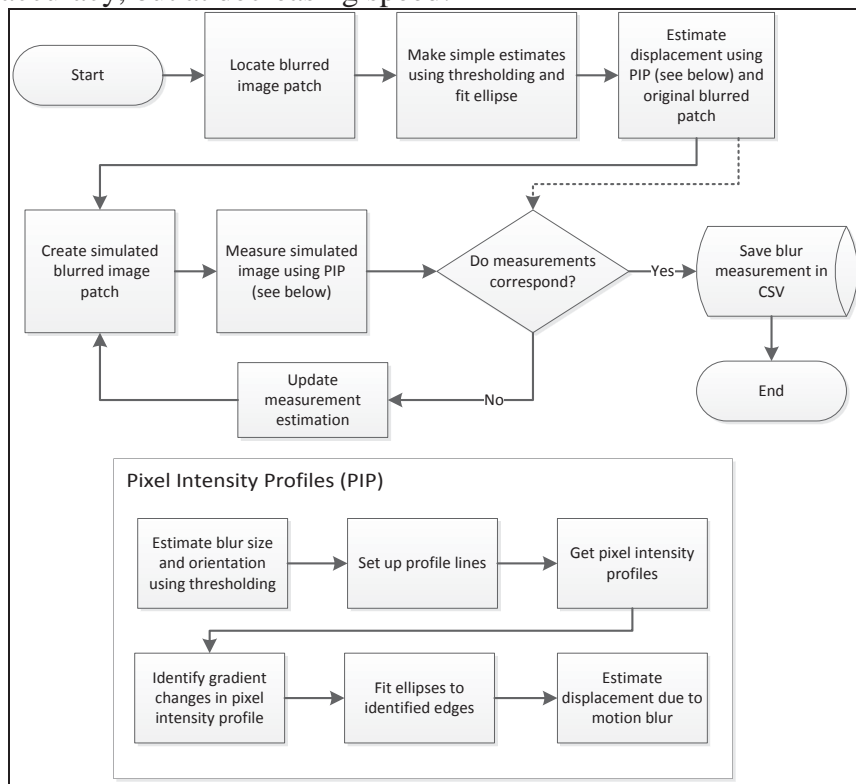 accuracy, but at decreasing speed.
Start
Locate blurred
image patch
Make simple estimates
using thresholding and
fit ellipse
Estimate
displacement using
PIP (see below) and
original blurred
patch
Create simulated
blurred image
patch
Measure simulated
image using PIP
(see below)
Do measurements
correspond?
Yes
Save blur
measurement in
CSV
Update
measurement
estimation
No
End
Pixel Intensity Profiles (PIP)
Estimate blur size
and orientation
using thresholding
Set up profile lines
Get pixel intensity
profiles
Identify gradient
changes in pixel
intensity profile
Fit ellipses to
identified edges
Estimate
displacement due to
motion blur